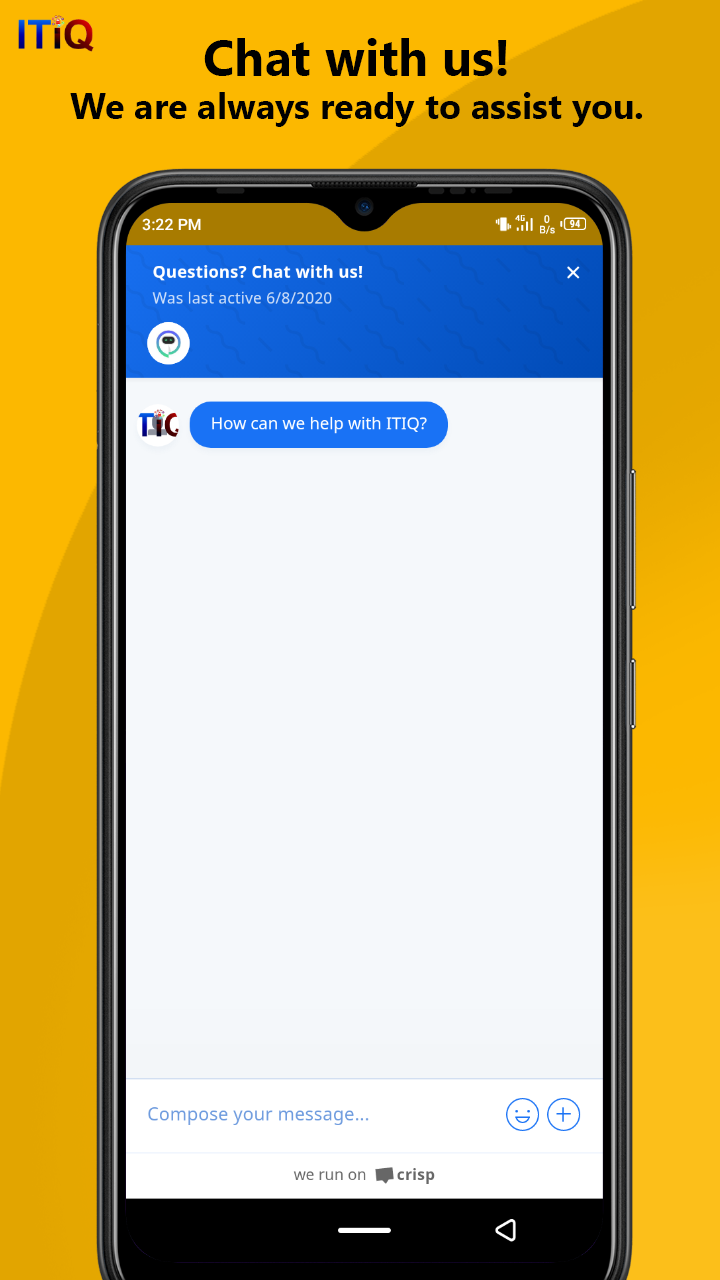 ITiQ
Chat with us!
We are always ready to assist you.
3:22 PM
4G
0
B/s
94
Questions? Chat with us!
Was last active 6/8/2020
TiC
How can we help with ITIQ?
Compose your message...
we run on crisp